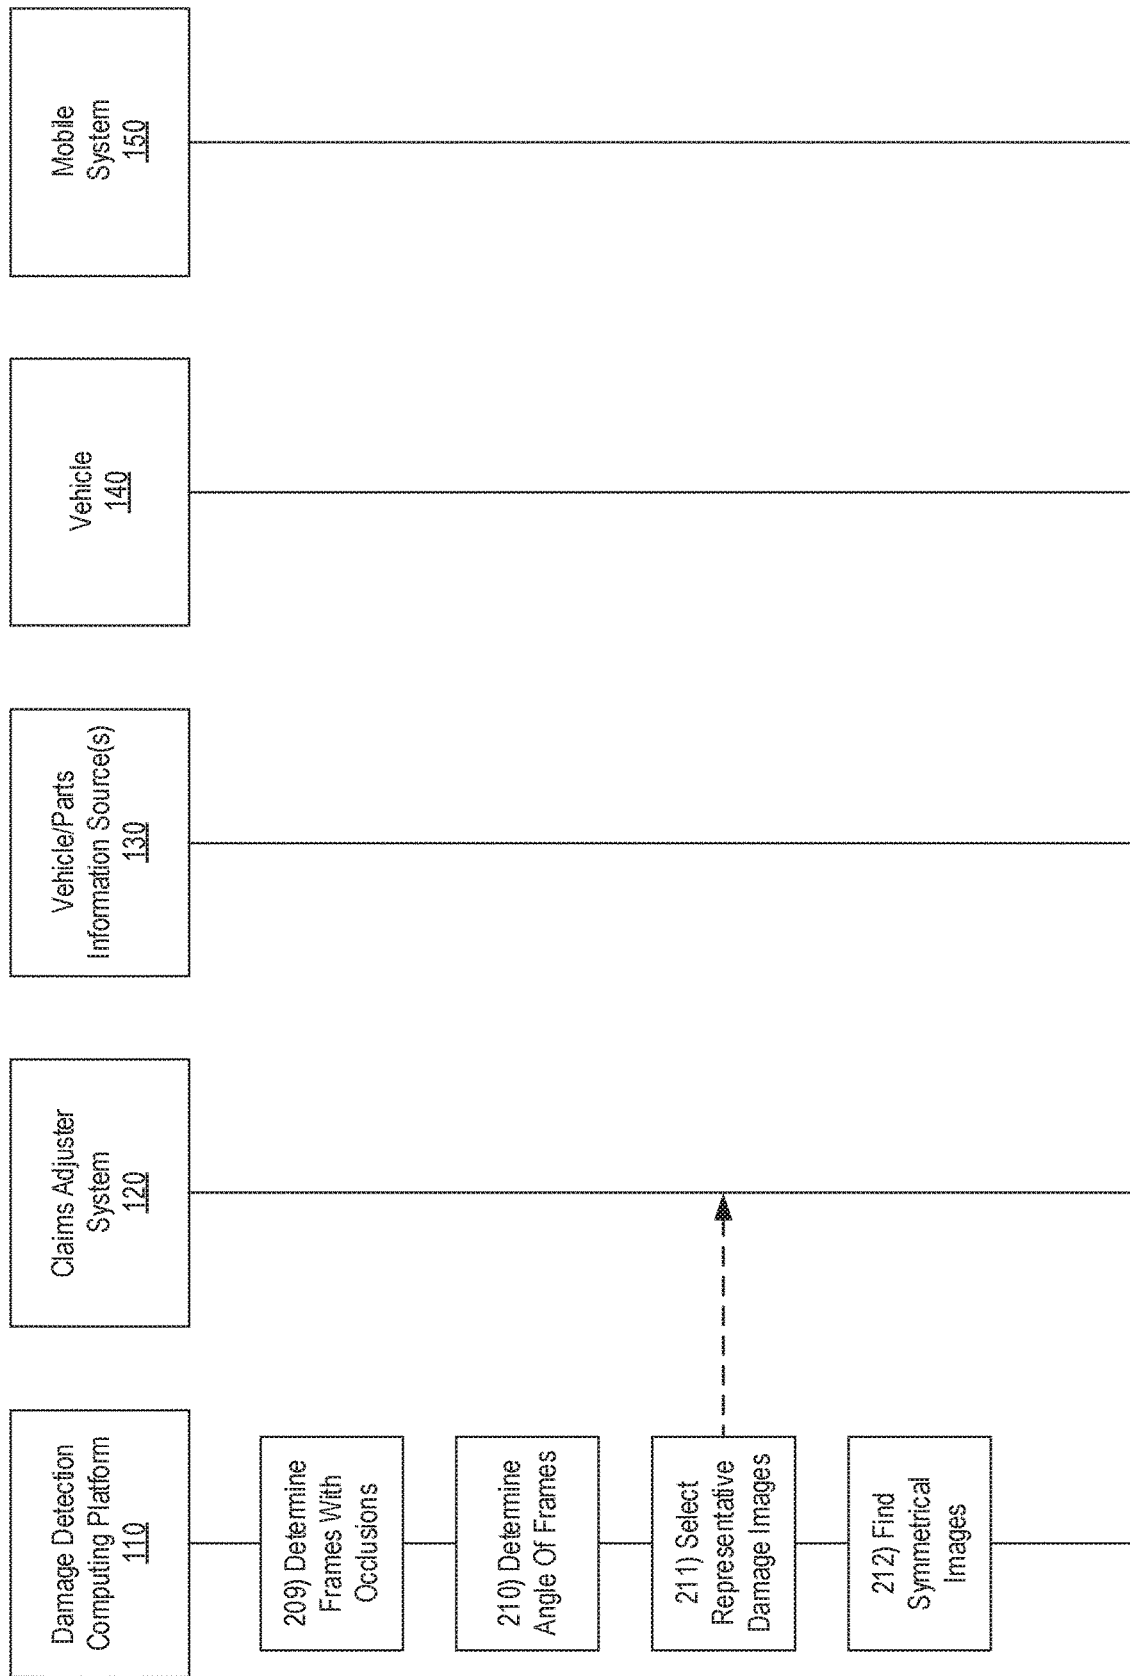 Damage Detection
Computing Platform
110
Claims Adjuster
System
120
Vehicle/Parts
Information Source(s)
130
Vehicle
140
Mobile
System
150
209) Determine
Frames With
Occlusions
210) Determine
Angle Of Frames
211) Select
Representative
Damage Images
212) Find
Symmetrical
Images